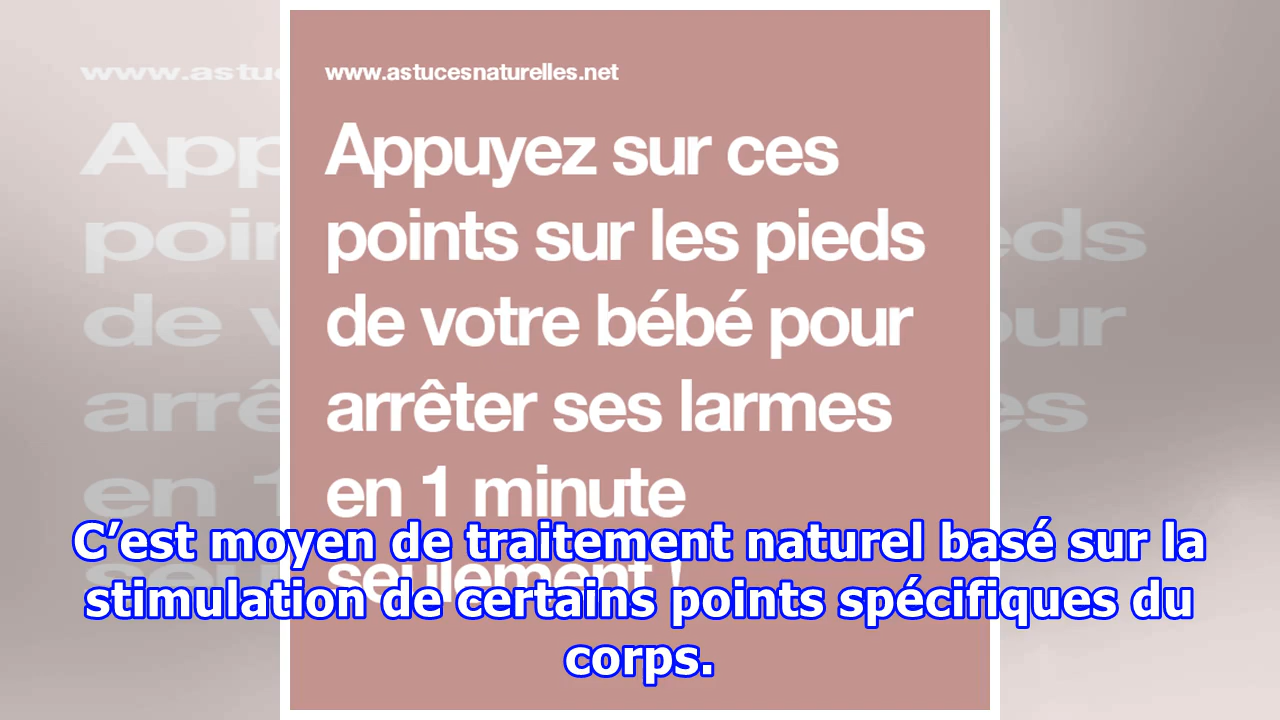 www.astucesnaturelles.net
Appuyez sur ces
points sur les pieds
de votre bébé pour
arrêter ses larmes
en 1 minute
seulement !
C’est moyen de traitement naturel basé sur la
stimulation de certains points spécifiques du
corps.